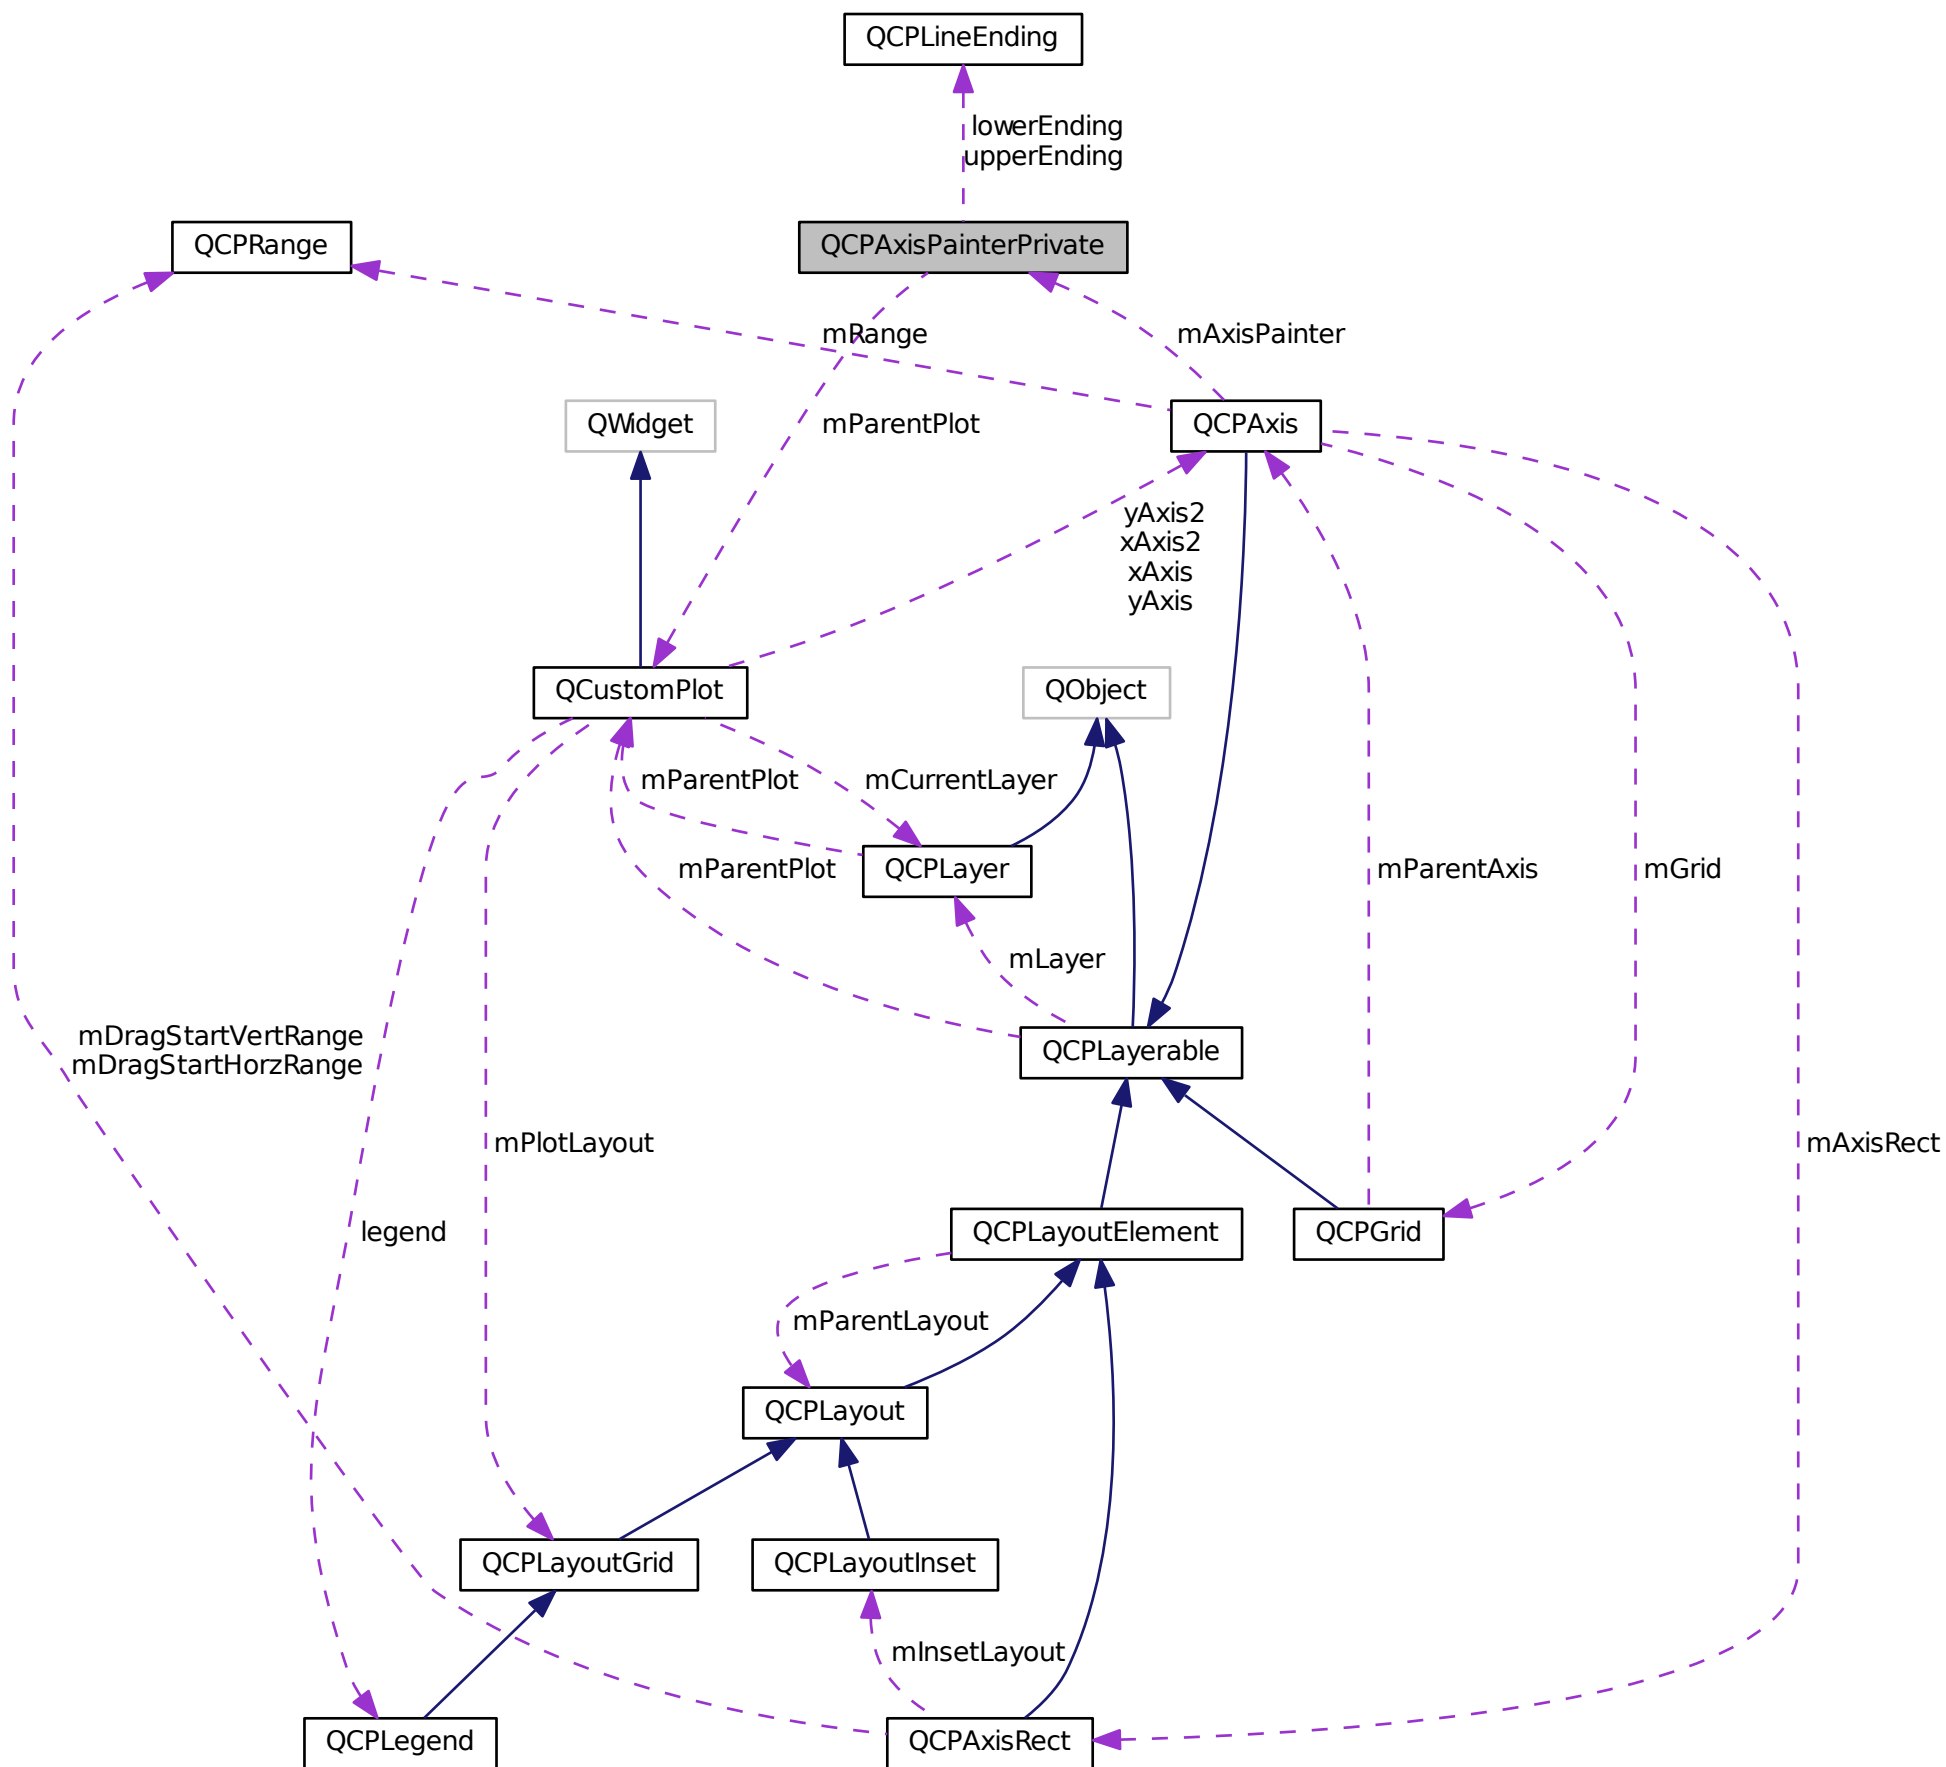 QCPLineEnding
lowerEnding
upperEnding
QCPRange
QCPAxisPainterPrivate
mRange
mAxisPainter
QWidget
mParentPlot
QCPAxis
yAxis2
xAxis2
xAxis
yAxis
QCustomPlot
QObject
mParentPlot
mCurrentLayer
mParentPlot
QCPLayer
mParentAxis
mGrid
mLayer
mDragStartVertRange
mDragStartHorzRange
QCPLayerable
mPlotLayout
mAxisRect
legend
QCPLayoutElement
QCPGrid
mParentLayout
QCPLayout
QCPLayoutGrid
QCPLayoutInset
mInsetLayout
QCPLegend
QCPAxisRect